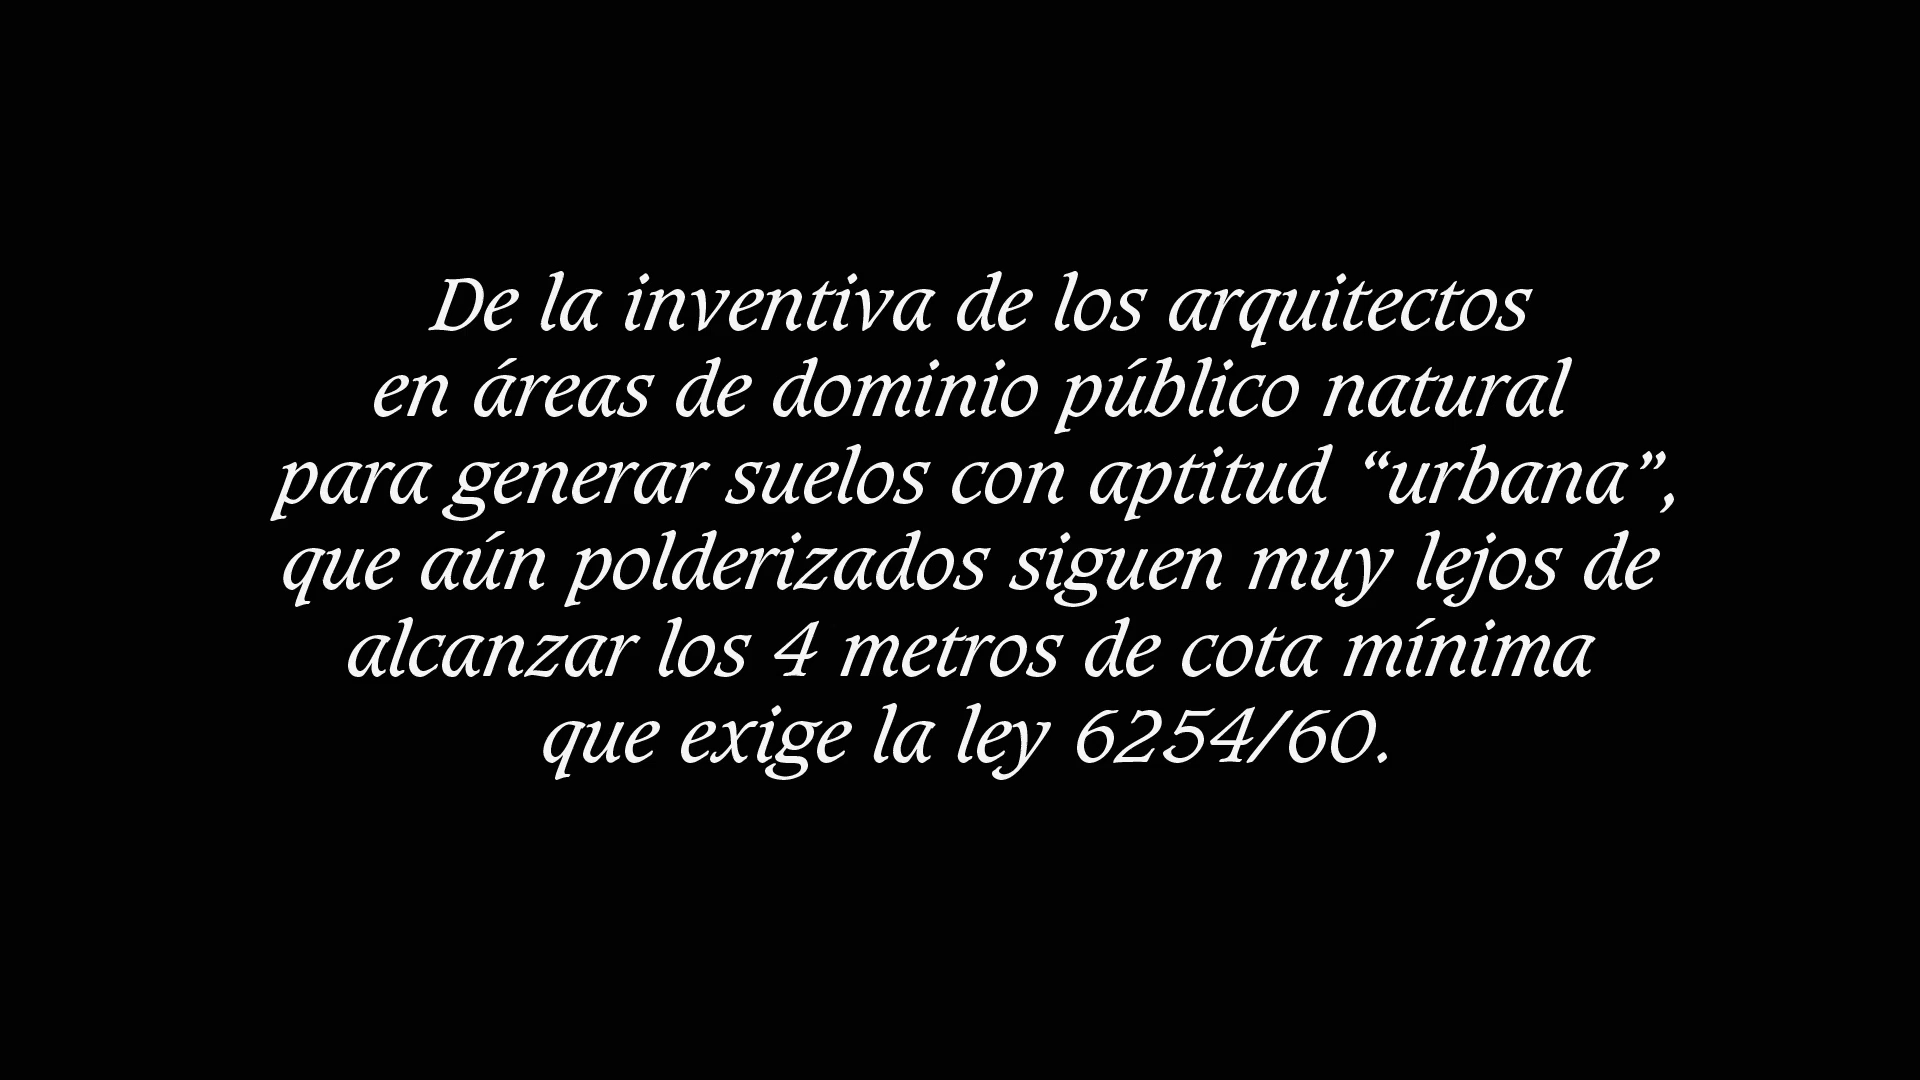 De la inventiva de los arquitectos
en áreas de dominio público natural
para generar suelos con aptitud “urbana”,
que aún polderizados siguen muy lejos de
alcanzar los 4 metros de cota mínima
que exige la ley 6254/60.